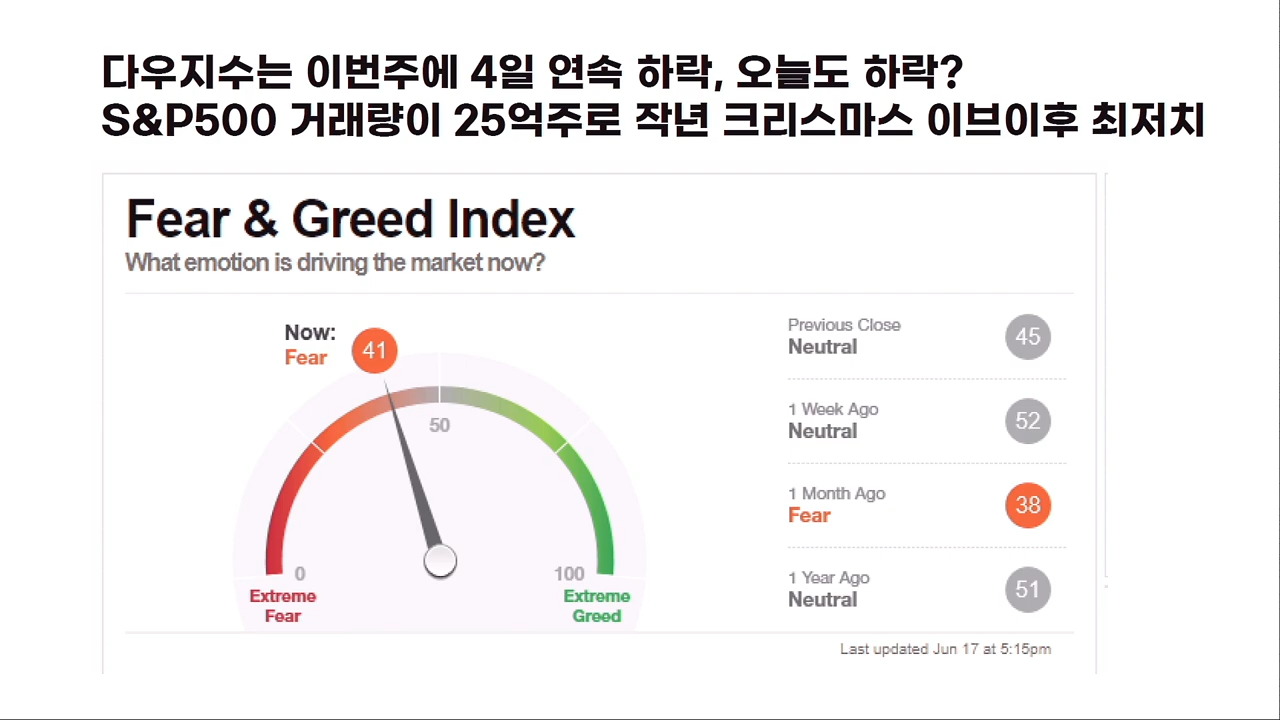 다우지수는 이번주에 4일 연속 하락, 오늘도 하락?
S&P500 거래량이 25억주로 작년 크리스마스 이브이후 최저치
Fear & Greed Index
What emotion is driving the market now?
Now:
Fear
41
50
0
100
Extreme
Fear
Extreme
Greed
Previous Close
Neutral
45
1 Week Ago
Neutral
52
1 Month Ago
Fear
38
1 Year Ago
Neutral
51
Last updated Jun 17 at 5:15pm